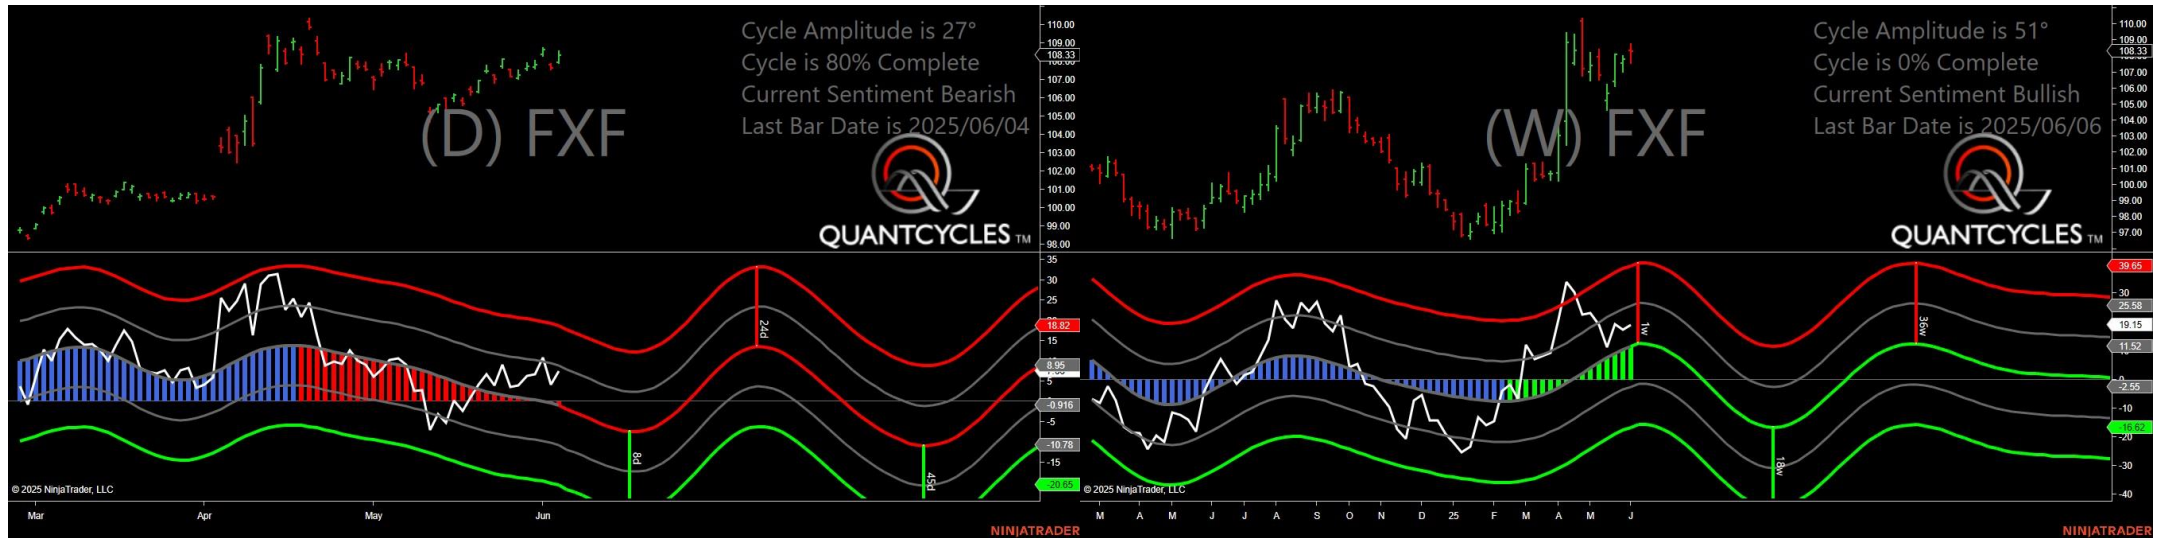 Cycle Amplitude is 27°
Cycle is 80% Complete
Current Sentiment Bearish
Last Bar Date is 2025/06/04
(D) FXF
QUANTCYCLES TM
110.00
109.00
108.33
107.00
106.00
105.00
104.00
103.00
102.00
101.00
100.00
99.00
98.00
35
30
25
18.82
15
8.95
5
-0.916
-5
-10.78
-15
-20.65
24d
8d
45d
© 2025 NinjaTrader, LLC
Mar Apr May Jun
NINJATRADER
Cycle Amplitude is 51°
Cycle is 0% Complete
Current Sentiment Bullish
Last Bar Date is 2025/06/06
(W) FXF
QUANTCYCLES TM
110.00
109.00
108.33
107.00
106.00
105.00
104.00
103.00
102.00
101.00
100.00
99.00
98.00
97.00
39.65
30
25.58
19.15
11.52
0
-2.55
-10
-16.62
-20
-30
-40
1w
36w
18w
© 2025 NinjaTrader, LLC
M A M J J A S O N D 25 F M A M J
NINJATRADER